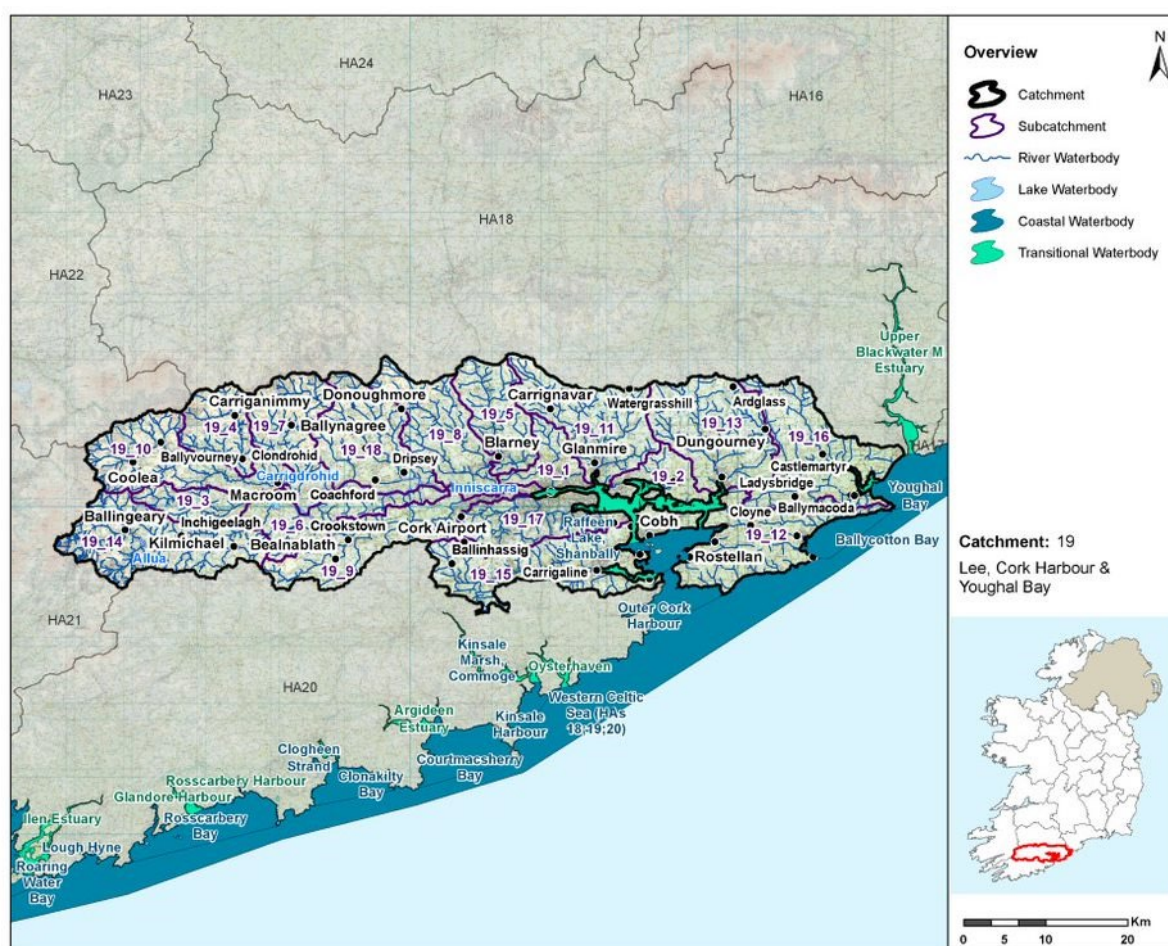 HA24
HA23
HA16
HA18
HA22
Upper
Blackwater M
Estuary
HA17
Carriganimmy
Donoughmore
Carrignavar
Watergrasshill
Ardglass
19_4
19_7
Ballynagree
19_5
19_11
19_13
19_10
19_18
19_8
Blarney
Dungourney
19_16
Ballyvourney
Clondrohid
Dripsey
Glanmire
Coolea
Carrigdrohid
19_1
19_2
Castlemartyr
Macroom
Coachford
Inniscarra
Ladysbridge
Youghal
Bay
19_3
Ballymacoda
Ballingeary
Inchigeelagh
19_6
Crookstown
Cork Airport
19_17
Raffeen
Lake,
Shanbally
Cobh
Cloyne
19_12
Ballycotton Bay
19_14
Kilmichael
Bealnablath
Allua
19_9
Ballinhassig
19_15
Carrigaline
Rostellan
Outer Cork
Harbour
HA21
Kinsale
Marsh,
Commoge
Oysterhaven
HA20
Western Celtic
Sea (HAs
18;19;20)
Argideen
Estuary
Kinsale
Harbour
Courtmacsherry
Bay
Clogheen
Strand
Clonakilty
Bay
Rosscarbery Harbour
Glandore Harbour
Rosscarbery
Bay
Ilen Estuary
Lough Hyne
Roaring
Water
Bay
N
Overview
Catchment
Subcatchment
River Waterbody
Lake Waterbody
Coastal Waterbody
Transitional Waterbody
Catchment: 19
Lee, Cork Harbour &
Youghal Bay
Km
0 5 10 20